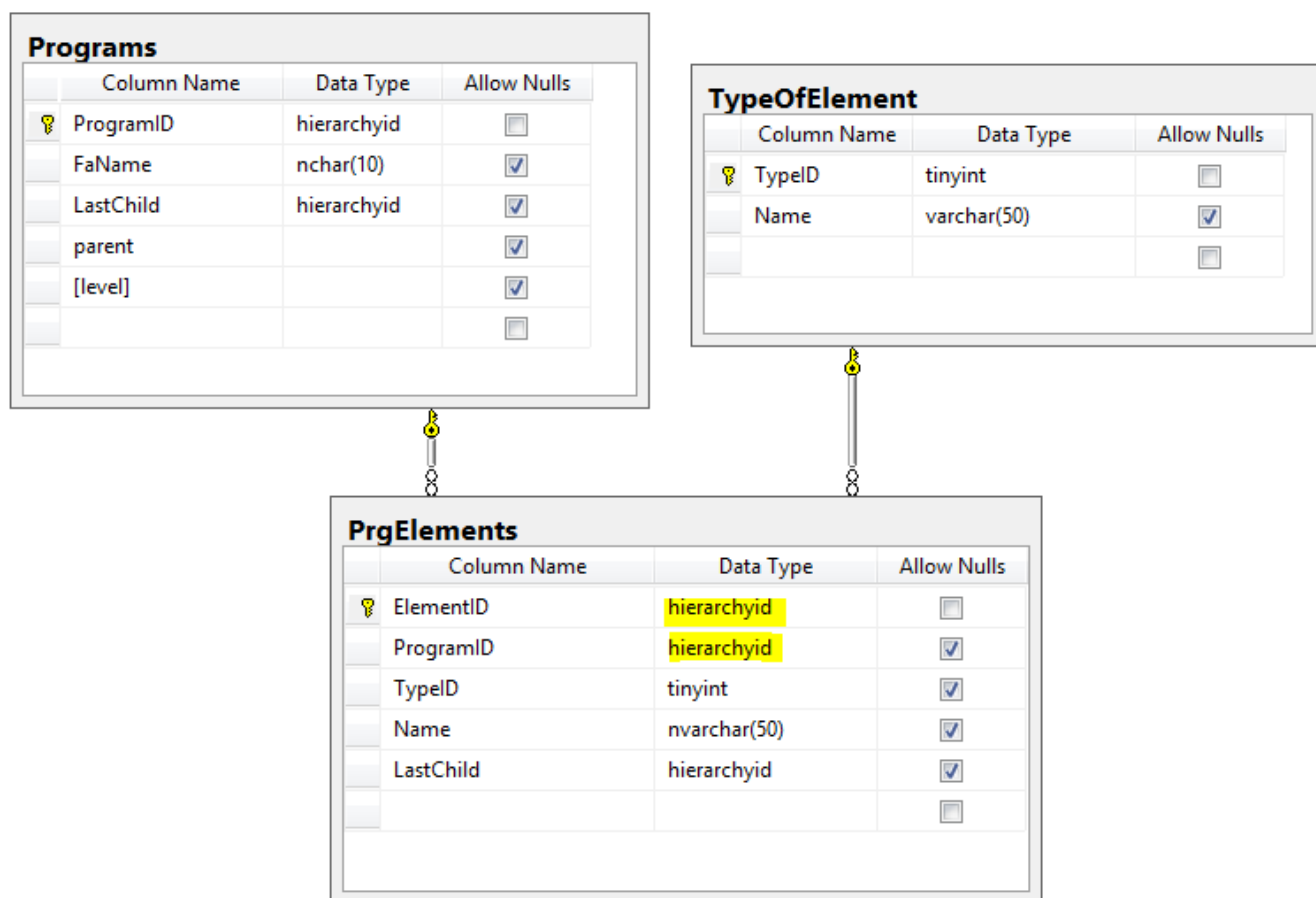 Programs
Column Name Data Type Allow Nulls
ProgramID hierarchyid
FaName nchar(10)
LastChild hierarchyid
parent
[level]
TypeOfElement
Column Name Data Type Allow Nulls
TypeID tinyint
Name varchar(50)
PrgElements
Column Name Data Type Allow Nulls
ElementID hierarchyid
ProgramID hierarchyid
TypeID tinyint
Name nvarchar(50)
LastChild hierarchyid